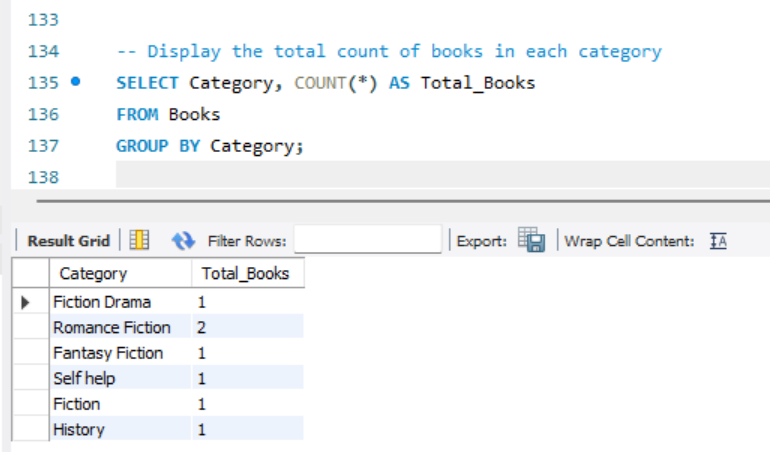 133
134 -- Display the total count of books in each category
135 SELECT Category, COUNT(*) AS Total_Books
136 FROM Books
137 GROUP BY Category;
138
Result Grid Filter Rows: Export: Wrap Cell Content: IA
Category Total_Books
Fiction Drama 1
Romance Fiction 2
Fantasy Fiction 1
Self help 1
Fiction 1
History 1